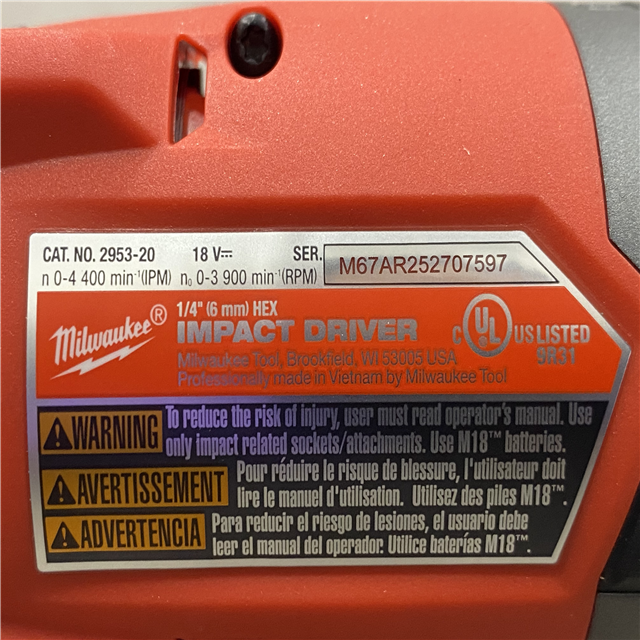 CAT. NO. 2953-20 18 V⎓ SER. M67AR252707597
n 0-4 400 min⁻¹(IPM) n₀ 0-3 900 min⁻¹(RPM)
1/4" (6 mm) HEX
Milwaukee® IMPACT DRIVER
Milwaukee Tool, Brookfield, WI 53005 USA
Professionally made in Vietnam by Milwaukee Tool
C UL® US LISTED
9R31
WARNING To reduce the risk of injury, user must read operator's manual. Use
only impact related sockets/attachments. Use M18™ batteries.
AVERTISSEMENT Pour réduire le risque de blessure, l'utilisateur doit
lire le manuel d'utilisation. Utilisez des piles M18™.
ADVERTENCIA Para reducir el riesgo de lesiones, el usuario debe
leer el manual del operador. Utilice baterías M18™.